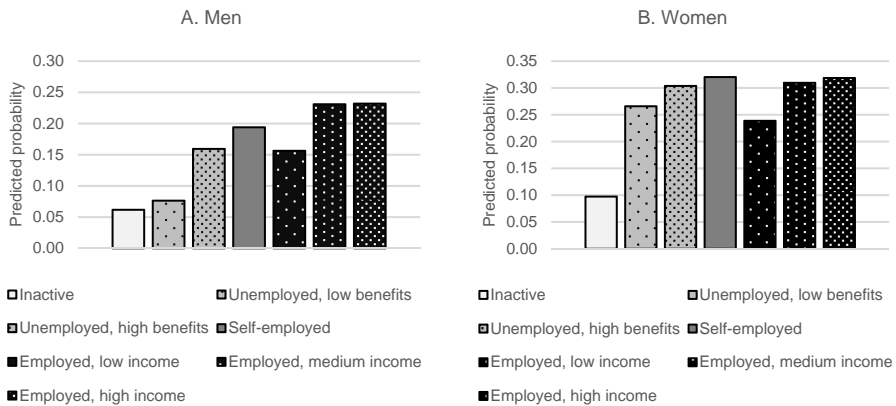 A. Men
Predicted probability
0.30
0.25
0.20
0.15
0.10
0.05
0.00
Inactive
Unemployed, low benefits
Unemployed, high benefits
Self-employed
Employed, low income
Employed, medium income
Employed, high income
B. Women
Predicted probability
0.35
0.30
0.25
0.20
0.15
0.10
0.05
0.00
Inactive
Unemployed, low benefits
Unemployed, high benefits
Self-employed
Employed, low income
Employed, medium income
Employed, high income